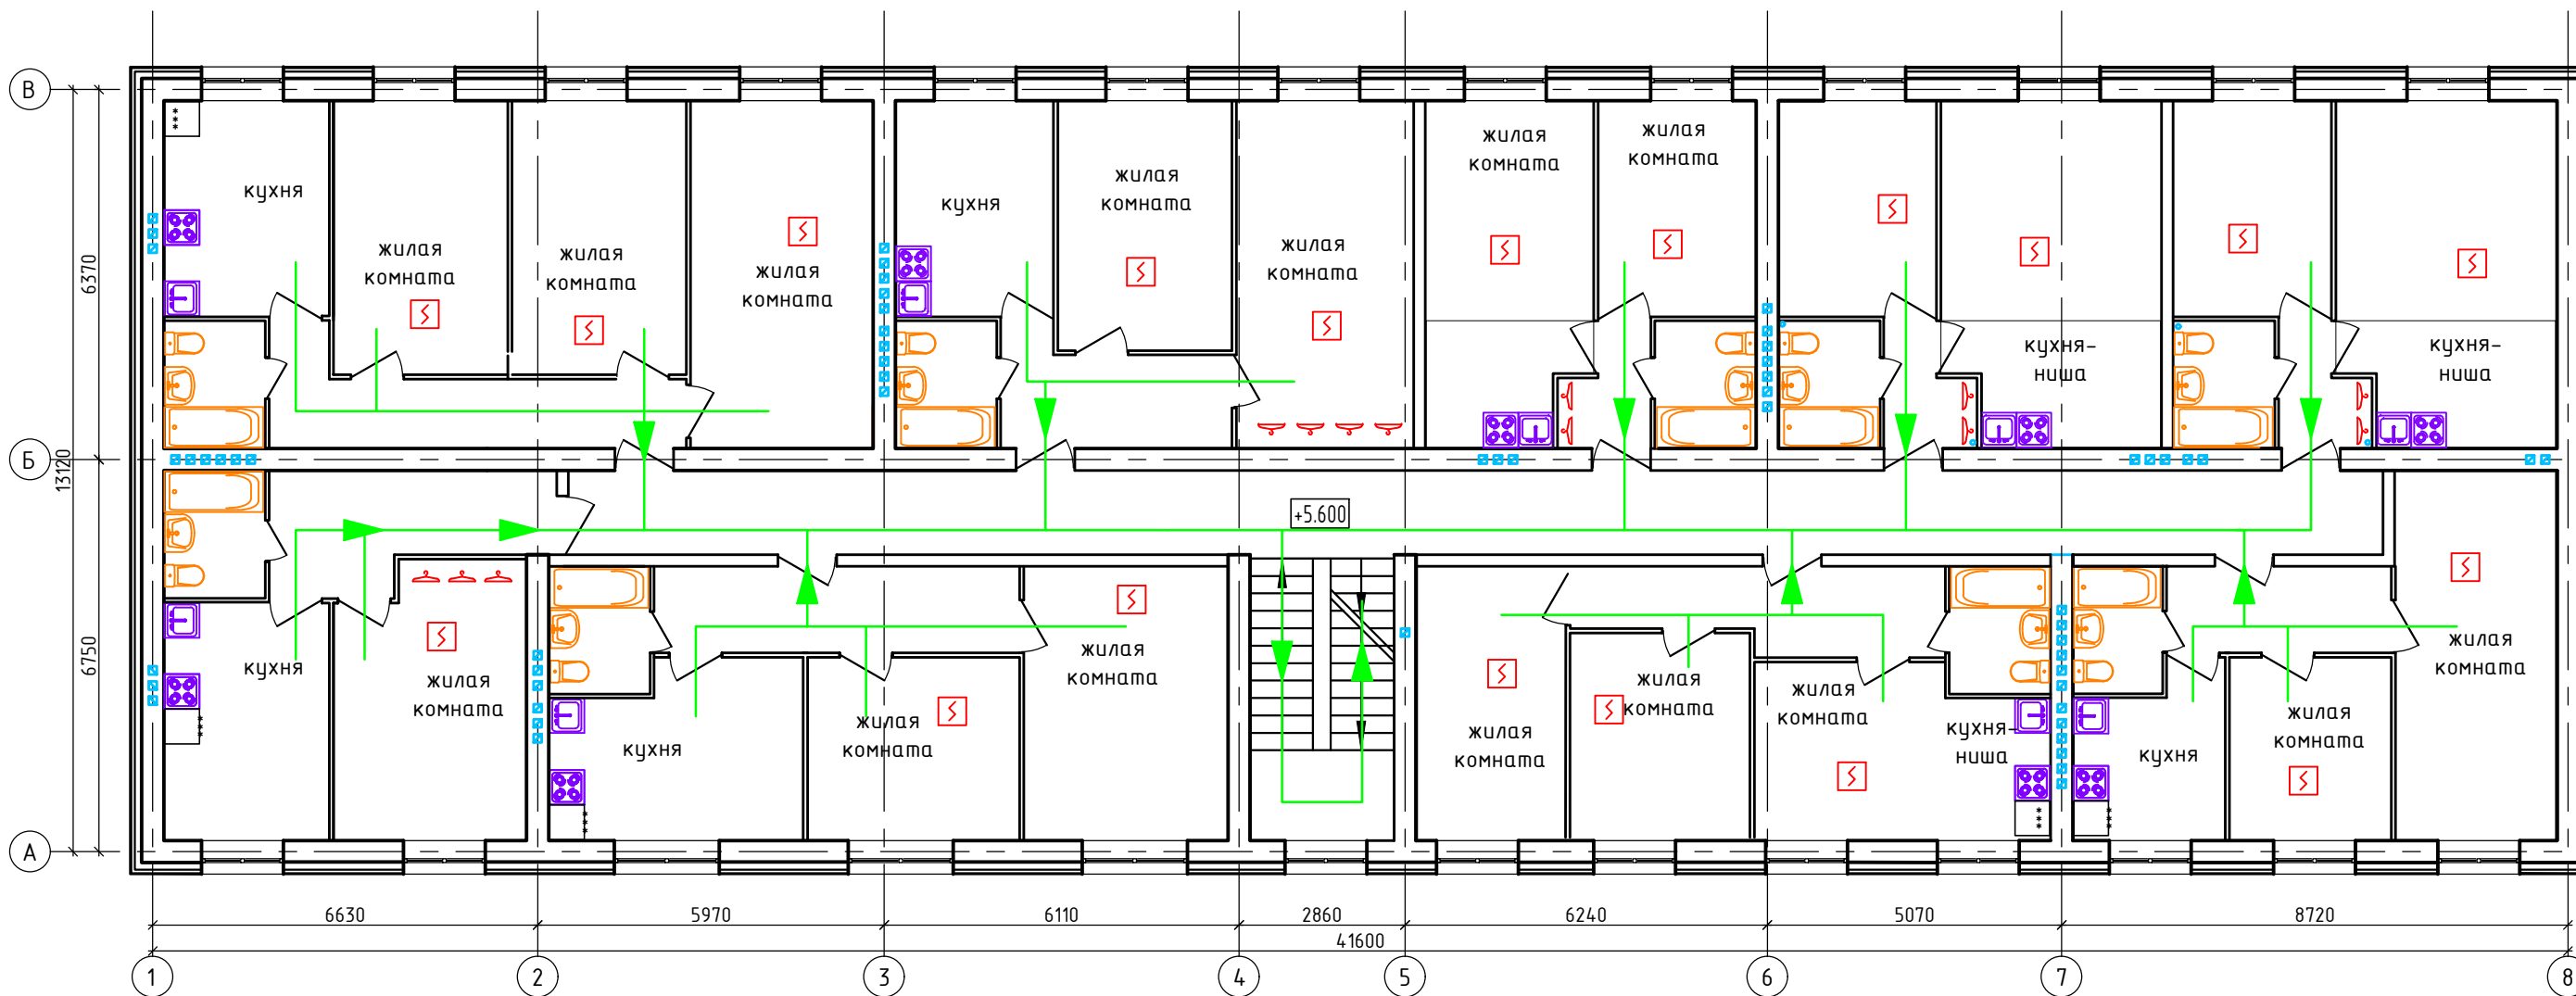 В
Б
А
13120
6370
6750
кухня
жилая
комната
жилая
комната
жилая
комната
кухня
жилая
комната
жилая
комната
жилая
комната
жилая
комната
кухня-
ниша
кухня-
ниша
+5.600
кухня
жилая
комната
кухня
жилая
комната
жилая
комната
жилая
комната
жилая
комната
жилая
комната
кухня-
ниша
кухня
жилая
комната
жилая
комната
6630
5970
6110
2860
6240
5070
8720
41600
1
2
3
4
5
6
7
8